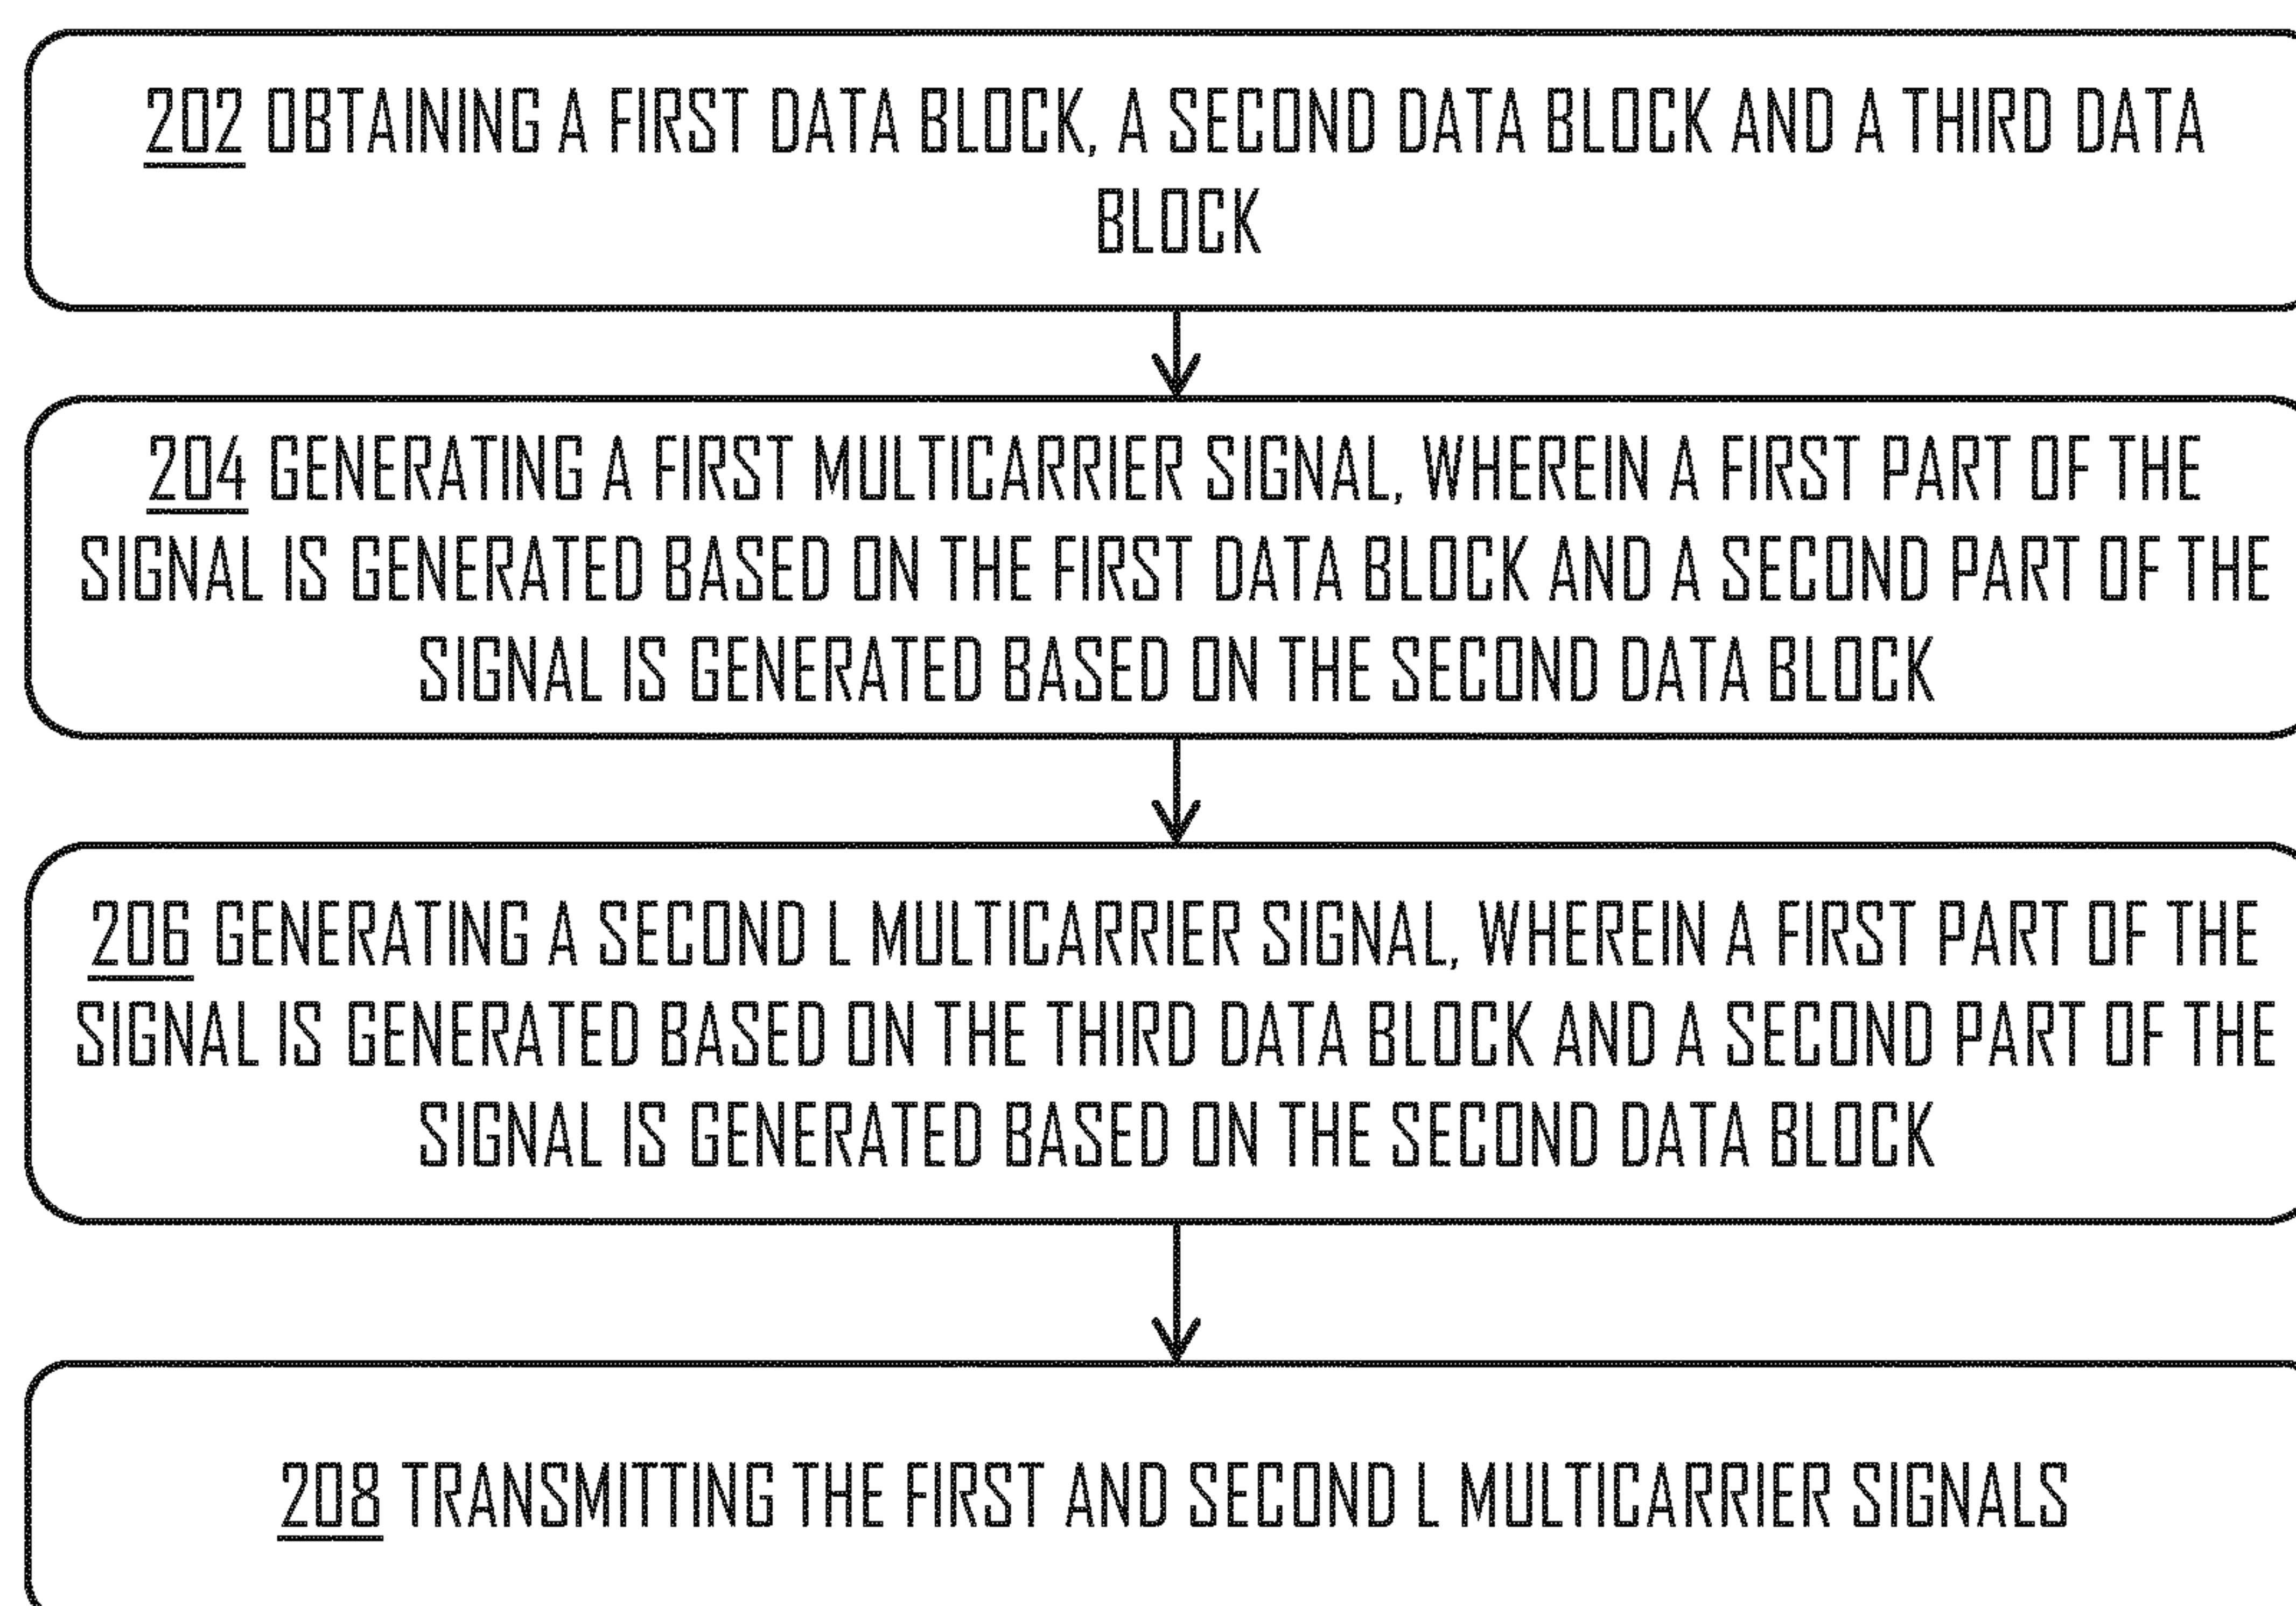 202 OBTAINING A FIRST DATA BLOCK, A SECOND DATA BLOCK AND A THIRD DATA
BLOCK
204 GENERATING A FIRST MULTICARRIER SIGNAL, WHEREIN A FIRST PART OF THE
SIGNAL IS GENERATED BASED ON THE FIRST DATA BLOCK AND A SECOND PART OF THE
SIGNAL IS GENERATED BASED ON THE SECOND DATA BLOCK
206 GENERATING A SECOND L MULTICARRIER SIGNAL, WHEREIN A FIRST PART OF THE
SIGNAL IS GENERATED BASED ON THE THIRD DATA BLOCK AND A SECOND PART OF THE
SIGNAL IS GENERATED BASED ON THE SECOND DATA BLOCK
208 TRANSMITTING THE FIRST AND SECOND L MULTICARRIER SIGNALS